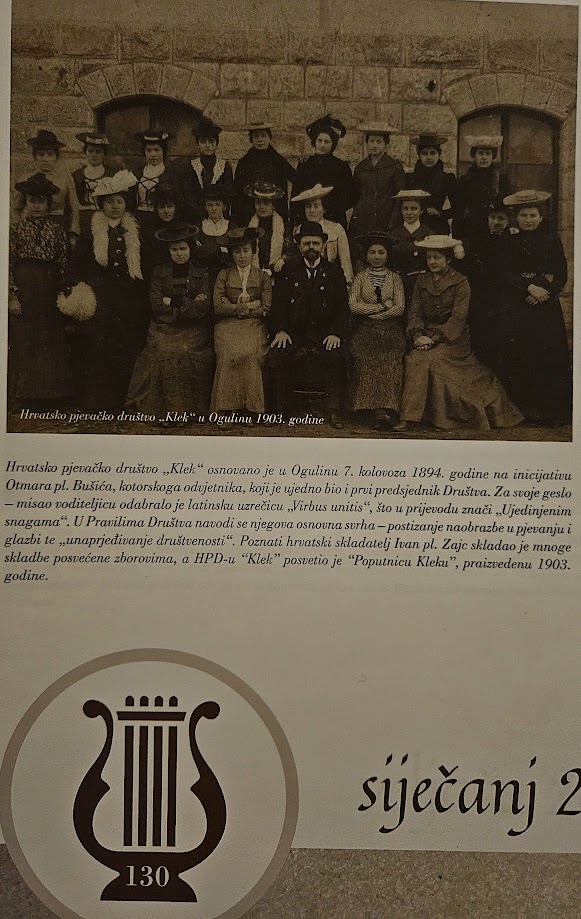 Hrvatsko pjevačko društvo „Klek“ u Ogulinu 1903. godine
Hrvatsko pjevačko društvo „Klek“ osnovano je u Ogulinu 7. kolovoza 1894. godine na inicijativu
Otmara pl. Bušića, kotorskoga odvjetnika, koji je ujedno bio i prvi predsjednik Društva. Za svoje geslo
– misao voditeljicu odabralo je latinsku uzrečicu „Virbus unitis“, što u prijevodu znači „Ujedinjenim
snagama“. U Pravilima Društva navodi se njegova osnovna svrha – postizanje naobrazbe u pjevanju i
glazbi te „unaprjeđivanje društvenosti“. Poznati hrvatski skladatelj Ivan pl. Zajc skladao je mnoge
skladbe posvećene zborovima, a HPD-u “Klek” posvetio je “Poputnicu Kleku”, praizvedenu 1903.
godine.
siječanj 2
130